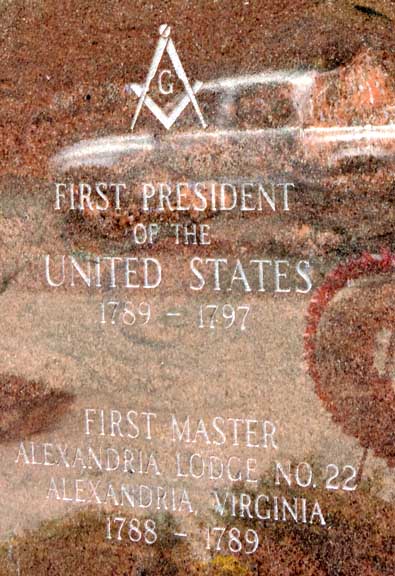 G
FIRST PRESIDENT
OF THE
UNITED STATES
1789 - 1797
FIRST MASTER
ALEXANDRIA LODGE NO. 22
ALEXANDRIA, VIRGINIA
1788 - 1789